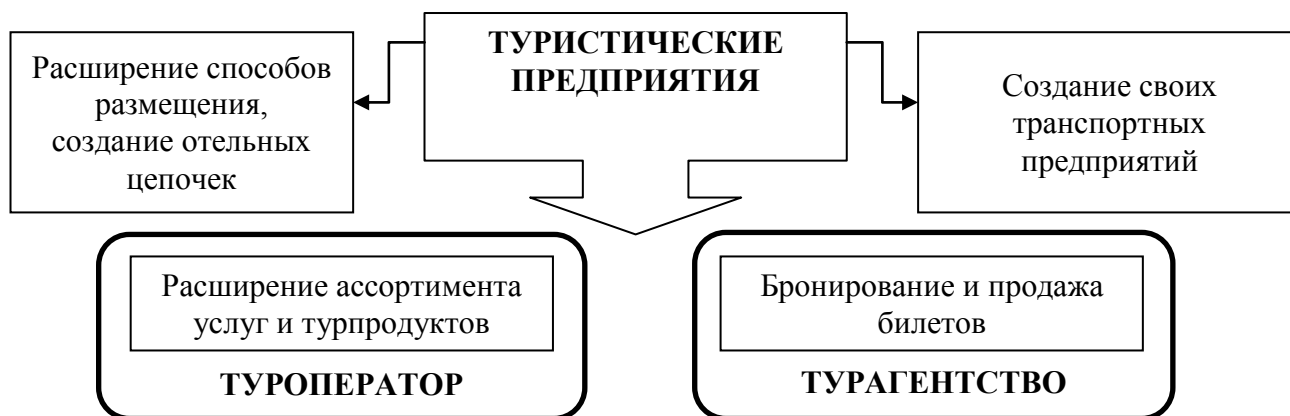 ТУРИСТИЧЕСКИЕ
ПРЕДПРИЯТИЯ
Расширение способов
размещения,
создание отельных
цепочек
Создание своих
транспортных
предприятий
Расширение ассортимента
услуг и турпродуктов
ТУРОПЕРАТОР
Бронирование и продажа
билетов
ТУРАГЕНТСТВО